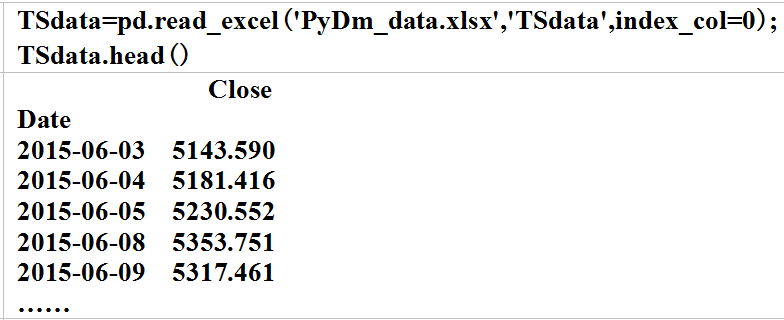 TSdata=pd.read_excel('PyDm_data.xlsx','TSdata',index_col=0);
TSdata.head()
Close
Date
2015-06-03 5143.590
2015-06-04 5181.416
2015-06-05 5230.552
2015-06-08 5353.751
2015-06-09 5317.461
……